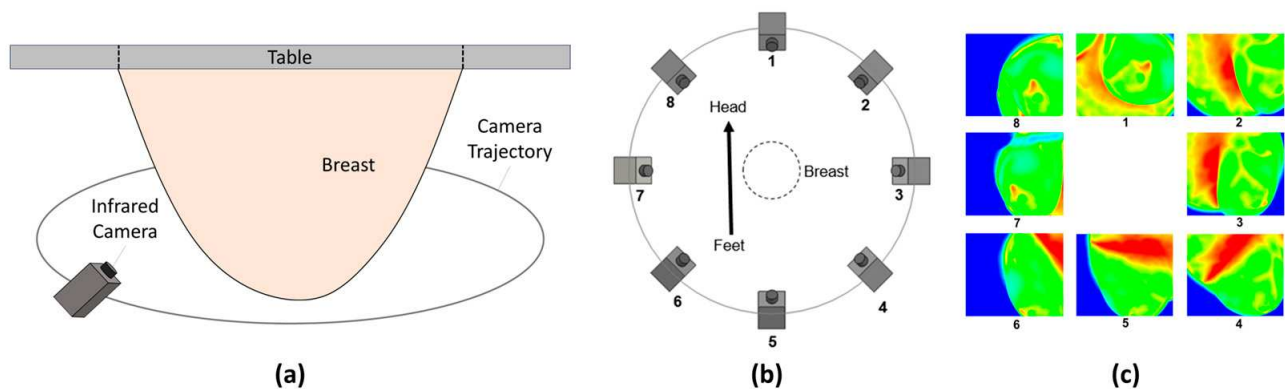 Table
Breast
Camera
Trajectory
Infrared
Camera
(a)
1
2
3
4
5
6
7
8
Head
Feet
Breast
(b)
8
1
2
7
3
6
5
4
(c)